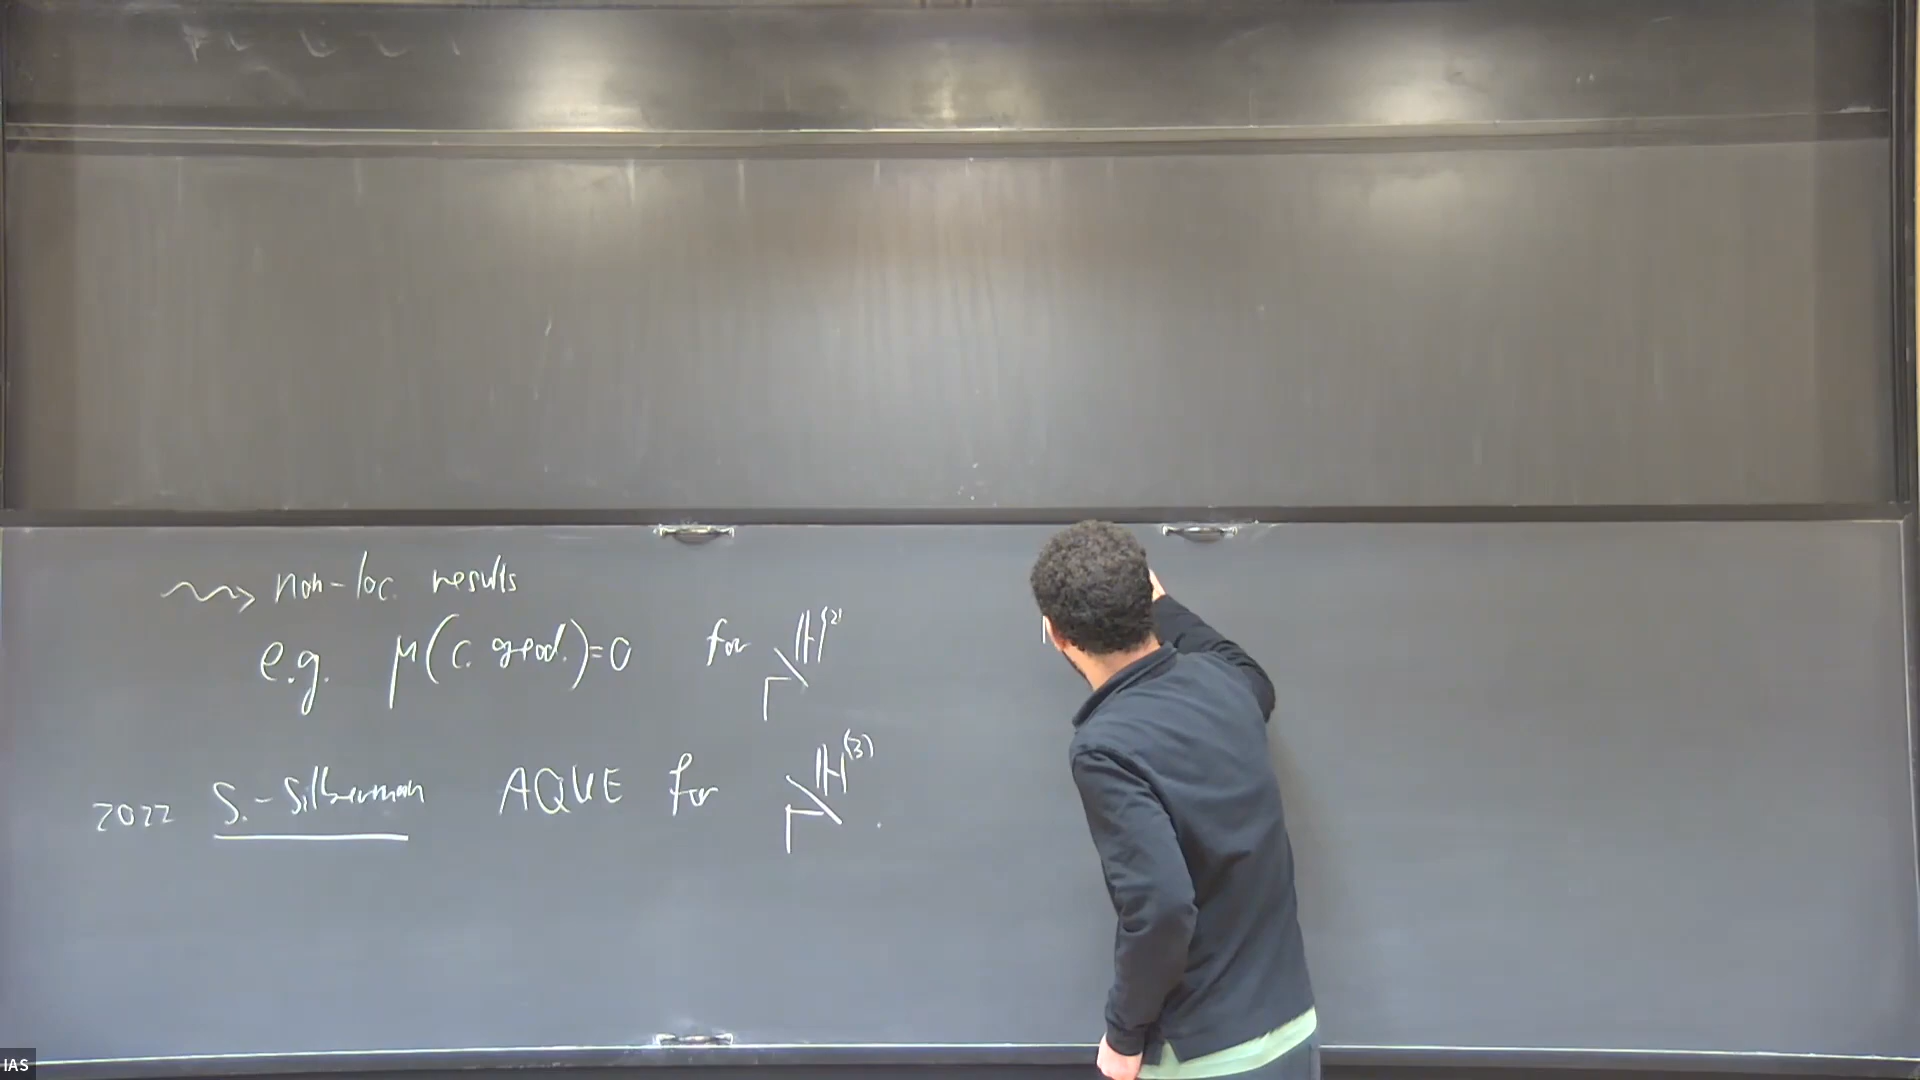 ⇝ non-loc. results
e.g. μ(c. geod.)=0 for Γ\ℍ⁽²⁾
2022 S.-Silberman AQUE for Γ\ℍ⁽³⁾.
IAS